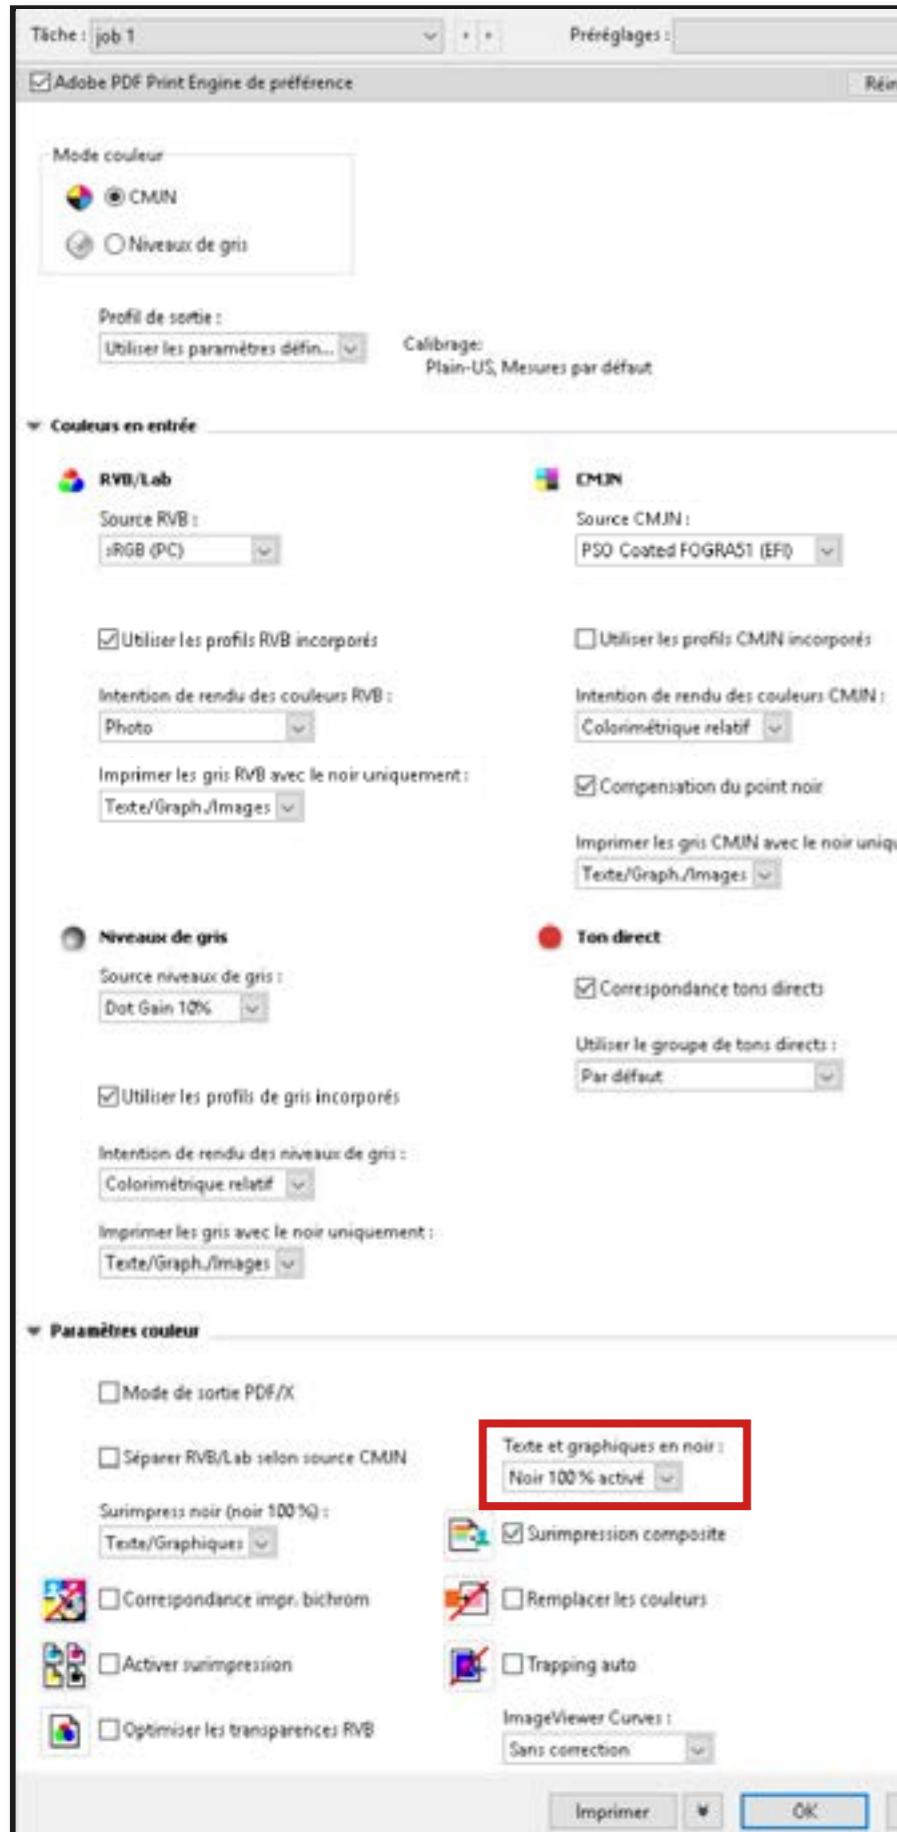 Tâche : job 1 Préréglages :
Adobe PDF Print Engine de préférence
Mode couleur
CMJN
Niveaux de gris
Profil de sortie :
Utiliser les paramètres défin...
Calibrage:
Plain-US, Mesures par défaut
Couleurs en entrée
RVB/Lab
Source RVB :
sRGB (PC)
Utiliser les profils RVB incorporés
Intention de rendu des couleurs RVB :
Photo
Imprimer les gris RVB avec le noir uniquement :
Texte/Graph./Images
CMJN
Source CMJN :
PSO Coated FOGRA51 (EFI)
Utiliser les profils CMJN incorporés
Intention de rendu des couleurs CMJN :
Colorimétrique relatif
Compensation du point noir
Imprimer les gris CMJN avec le noir
Texte/Graph./Images
Niveaux de gris
Source niveaux de gris :
Dot Gain 10%
Utiliser les profils de gris incorporés
Intention de rendu des niveaux de gris :
Colorimétrique relatif
Imprimer les gris avec le noir uniquement :
Texte/Graph./Images
Ton direct
Correspondance tons directs
Utiliser le groupe de tons directs :
Par défaut
Paramètres couleur
Mode de sortie PDF/X
Séparer RVB/Lab selon source CMJN
Surimpress noir (noir 100%) :
Texte/Graphiques
Correspondance impr. bichrom
Activer surimpression
Optimiser les transparences RVB
Texte et graphiques en noir :
Noir 100 % activé
Surimpression composite
Remplacer les couleurs
Trapping auto
ImageViewer Curves :
Sans correction
Imprimer OK